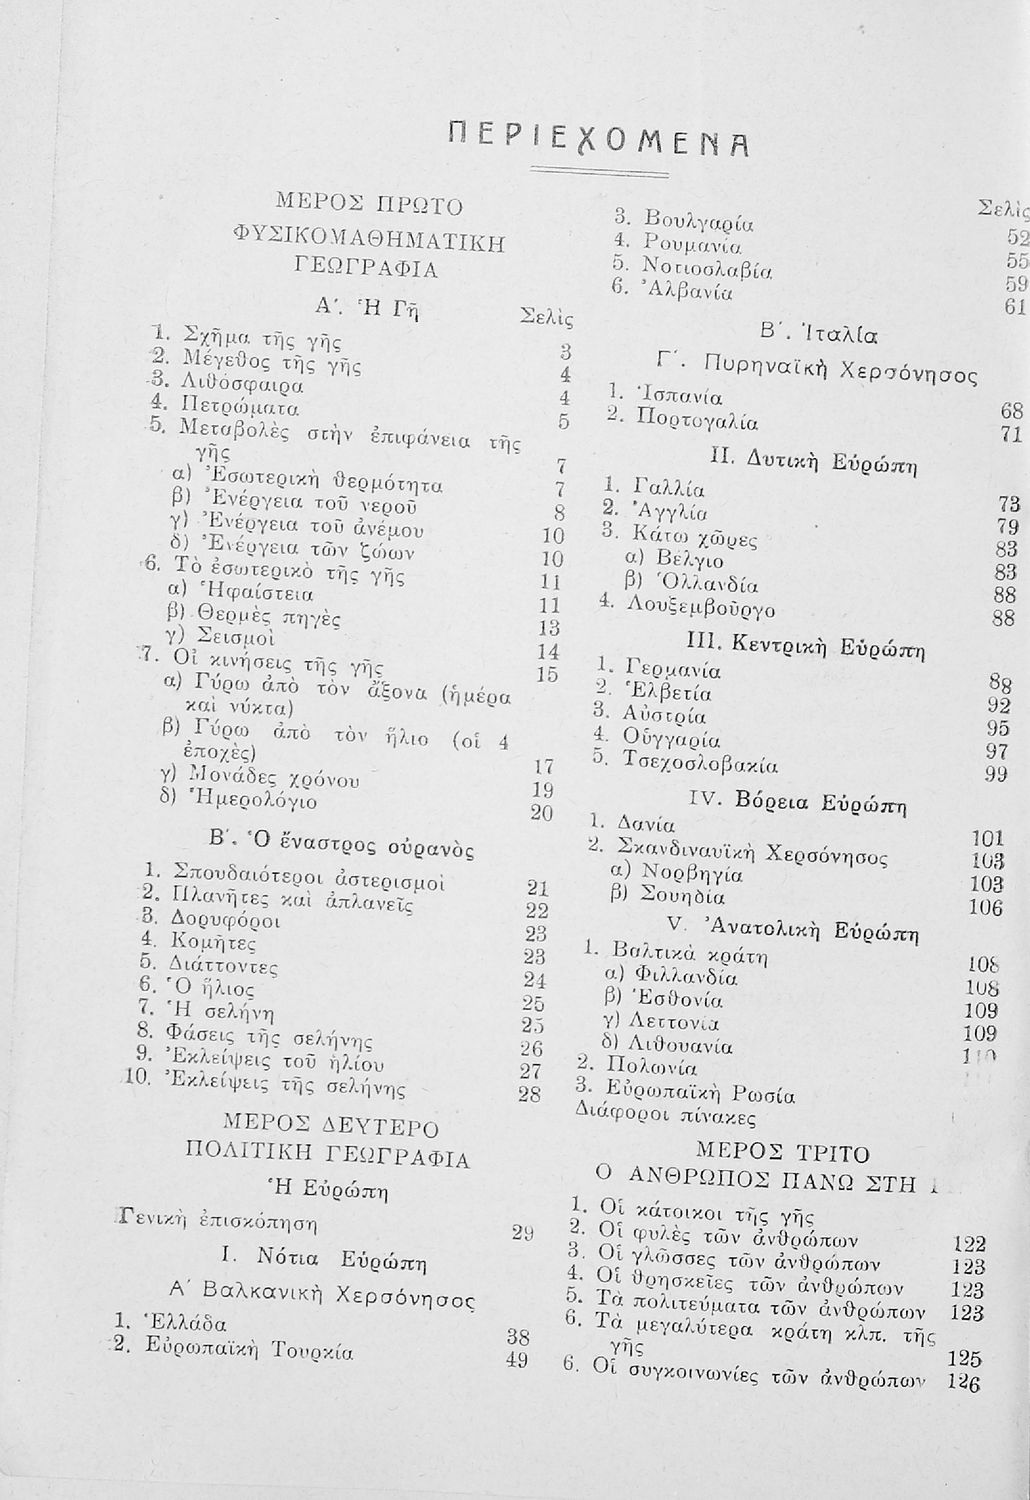 ΠΕΡΙΕΧΟΜΕΝΑ
ΜΕΡΟΣ ΠΡΩΤΟ
ΦΥΣΙΚΟΜΑΘΗΜΑΤΙΚΗ
ΓΕΩΓΡΑΦΙΑ
Α΄. Ἡ Γῆ
Σελὶς
1. Σχῆμα τῆς γῆς 3
2. Μέγεθος τῆς γῆς 4
3. Λιθόσφαιρα 4
4. Πετρώματα 5
5. Μεταβολὲς στὴν ἐπιφάνεια τῆς
γῆς 7
α) Ἐσωτερικὴ θερμότητα 7
β) Ἐνέργεια τοῦ νεροῦ 8
γ) Ἐνέργεια τοῦ ἀνέμου 10
δ) Ἐνέργεια τῶν ζώων 10
6. Τὸ ἐσωτερικὸ τῆς γῆς 11
α) Ἡφαίστεια 11
β) Θερμὲς πηγὲς 13
γ) Σεισμοὶ 14
7. Οἱ κινήσεις τῆς γῆς 15
α) Γύρω ἀπὸ τὸν ἄξονα (ἡμέρα
καὶ νύκτα)
β) Γύρω ἀπὸ τὸν ἥλιο (οἱ 4
ἐποχὲς) 17
γ) Μονάδες χρόνου 19
δ) Ἡμερολόγιο 20
Β΄. Ὁ ἔναστρος οὐρανὸς
1. Σπουδαιότεροι ἀστερισμοὶ 21
2. Πλανῆτες καὶ ἀπλανεῖς 22
3. Δορυφόροι 23
4. Κομῆτες 23
5. Διάττοντες 24
6. Ὁ ἥλιος 25
7. Ἡ σελήνη 25
8. Φάσεις τῆς σελήνης 26
9. Ἐκλείψεις τοῦ ἡλίου 27
10. Ἐκλείψεις τῆς σελήνης 28
ΜΕΡΟΣ ΔΕΥΤΕΡΟ
ΠΟΛΙΤΙΚΗ ΓΕΩΓΡΑΦΙΑ
Ἡ Εὐρώπη
Γενικὴ ἐπισκόπηση 29
Ι. Νότια Εὐρώπη
Α΄ Βαλκανικὴ Χερσόνησος
1. Ἑλλάδα 38
2. Εὐρωπαϊκὴ Τουρκία 49
Σελὶς
3. Βουλγαρία 52
4. Ρουμανία 55
5. Νοτιοσλαβία 59
6. Ἀλβανία 61
Β΄. Ἰταλία
Γ΄. Πυρηναϊκὴ Χερσόνησος
1. Ἱσπανία 68
2. Πορτογαλία 71
ΙΙ. Δυτικὴ Εὐρώπη
1. Γαλλία 73
2. Ἀγγλία 79
3. Κάτω χῶρες 83
α) Βέλγιο 83
β) Ὁλλανδία 88
4. Λουξεμβοῦργο 88
ΙΙΙ. Κεντρικὴ Εὐρώπη
1. Γερμανία 88
2. Ἑλβετία 92
3. Αὐστρία 95
4. Οὑγγαρία 97
5. Τσεχοσλοβακία 99
IV. Βόρεια Εὐρώπη
1. Δανία 101
2. Σκανδιναυϊκὴ Χερσόνησος 103
α) Νορβηγία 103
β) Σουηδία 106
V. Ἀνατολικὴ Εὐρώπη
1. Βαλτικὰ κράτη 108
α) Φιλλανδία 108
β) Ἐσθονία 109
γ) Λεττονία 109
δ) Λιθουανία 110
2. Πολωνία
3. Εὐρωπαϊκὴ Ρωσία
Διάφοροι πίνακες
ΜΕΡΟΣ ΤΡΙΤΟ
Ο ΑΝΘΡΩΠΟΣ ΠΑΝΩ ΣΤΗ
1. Οἱ κάτοικοι τῆς γῆς
2. Οἱ φυλὲς τῶν ἀνθρώπων 122
3. Οἱ γλῶσσες τῶν ἀνθρώπων 123
4. Οἱ θρησκεῖες τῶν ἀνθρώπων 123
5. Τὰ πολιτεύματα τῶν ἀνθρώπων 123
6. Τὰ μεγαλύτερα κράτη κλπ. τῆς
γῆς 125
6. Οἱ συγκοινωνίες τῶν ἀνθρώπων 126